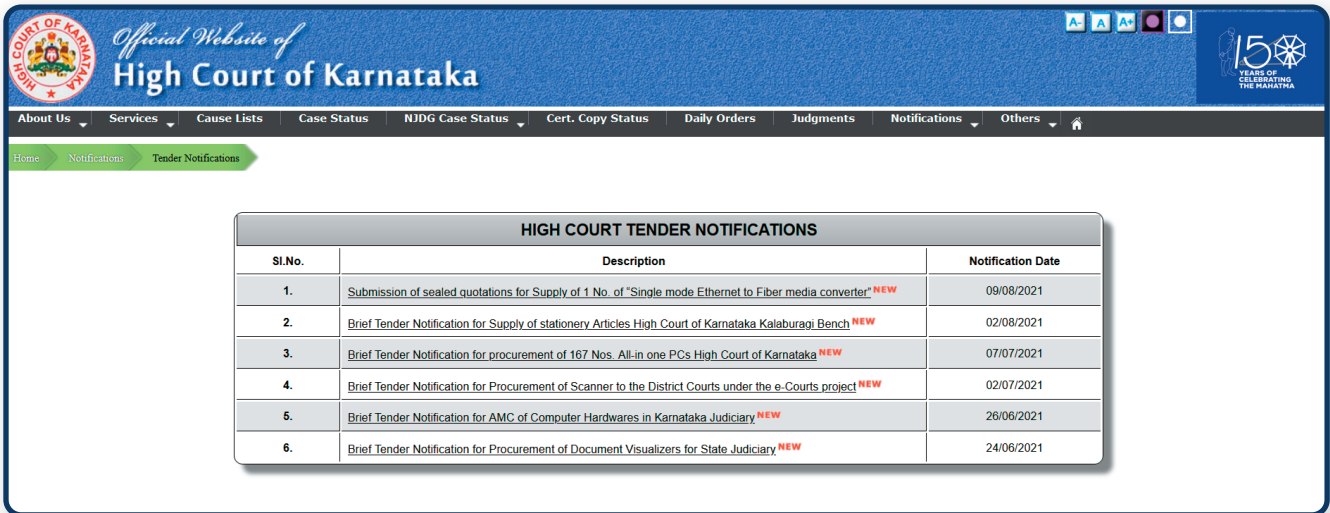 HIGH COURT OF KARNATAKA
Official Website of
High Court of Karnataka
A- A A+
150
YEARS OF
CELEBRATING
THE MAHATMA
About Us Services Cause Lists Case Status NJDG Case Status Cert. Copy Status Daily Orders Judgments Notifications Others
Home Notifications Tender Notifications
HIGH COURT TENDER NOTIFICATIONS
Sl.No. Description Notification Date
1. Submission of sealed quotations for Supply of 1 No. of "Single mode Ethernet to Fiber media converter" NEW 09/08/2021
2. Brief Tender Notification for Supply of stationery Articles High Court of Karnataka Kalaburagi Bench NEW 02/08/2021
3. Brief Tender Notification for procurement of 167 Nos. All-in one PCs High Court of Karnataka NEW 07/07/2021
4. Brief Tender Notification for Procurement of Scanner to the District Courts under the e-Courts project NEW 02/07/2021
5. Brief Tender Notification for AMC of Computer Hardwares in Karnataka Judiciary NEW 26/06/2021
6. Brief Tender Notification for Procurement of Document Visualizers for State Judiciary NEW 24/06/2021